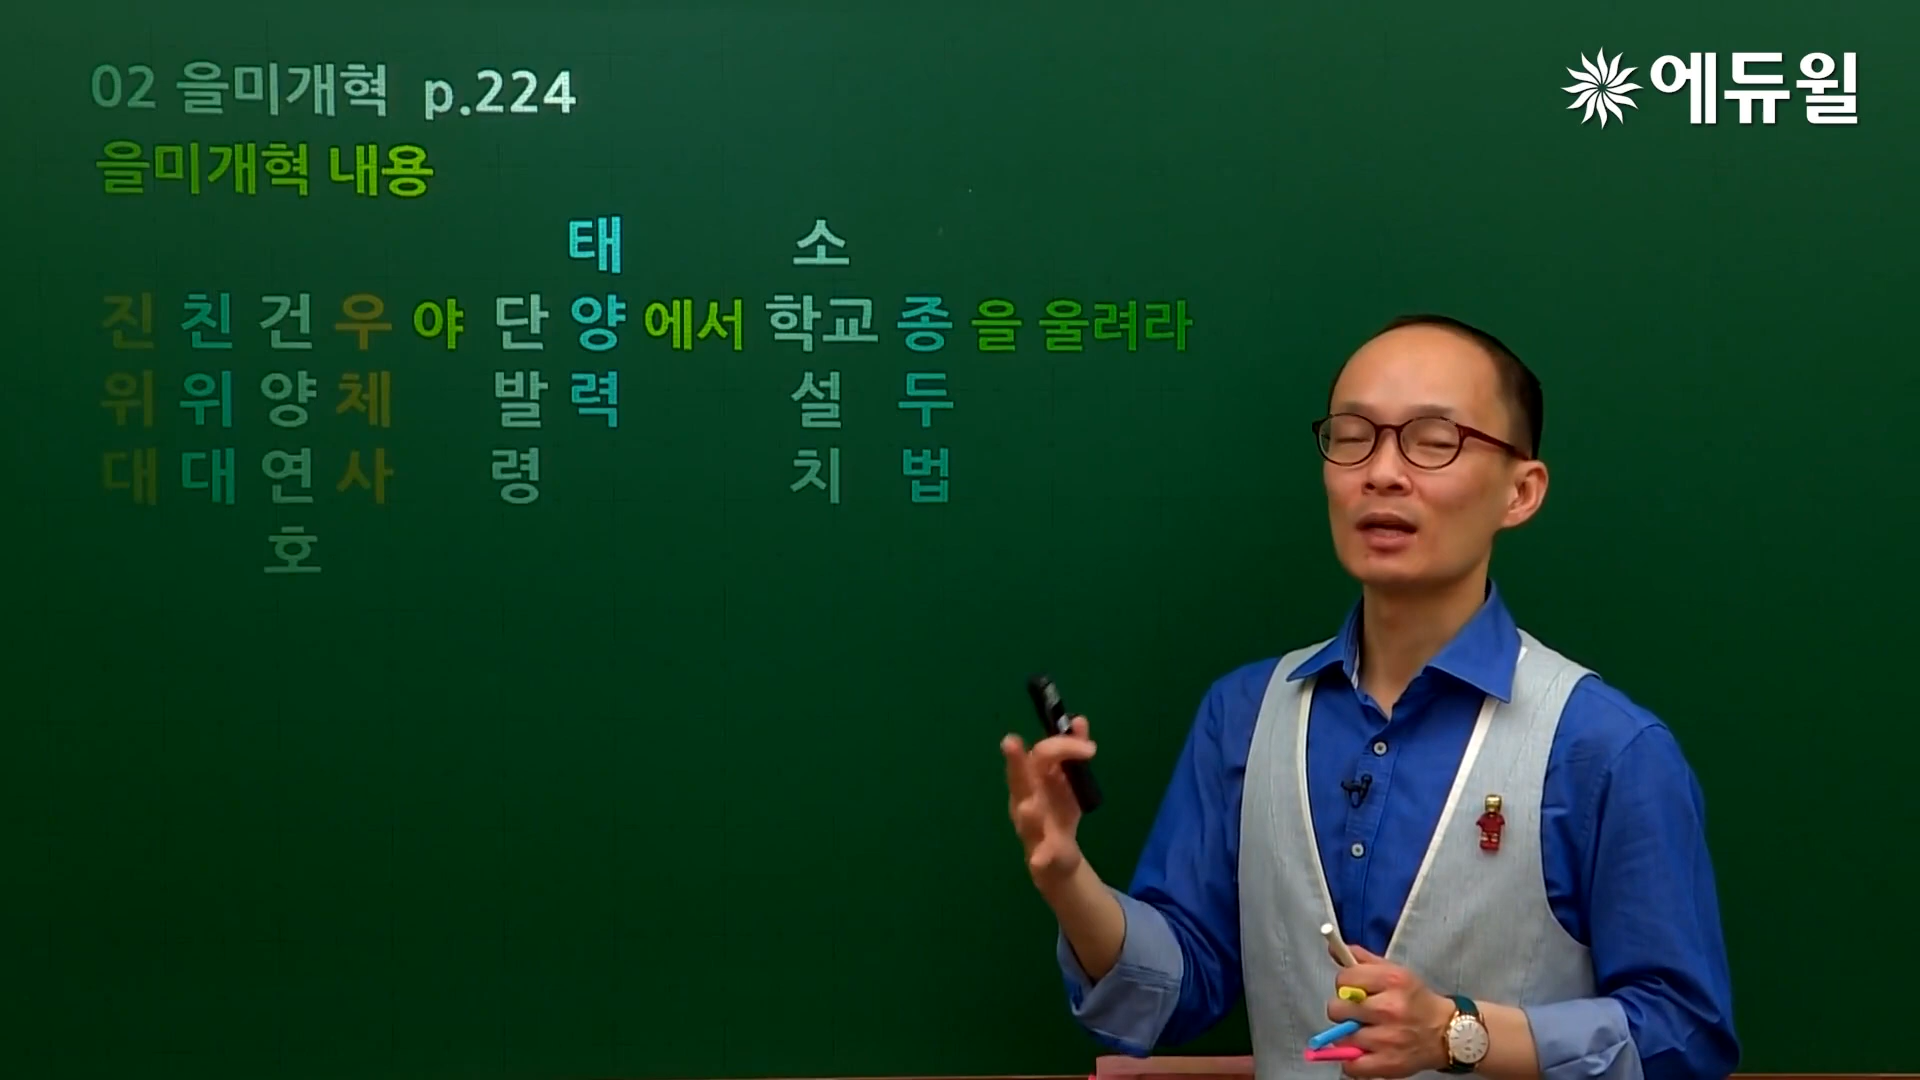 02 을미개혁 p.224
에듀윌
을미개혁 내용
태 소
진 친 건 우 야 단 양 에서 학교 종 을 울려라
위 위 양 체 발 력 설 두
대 대 연 사 령 치 법
호